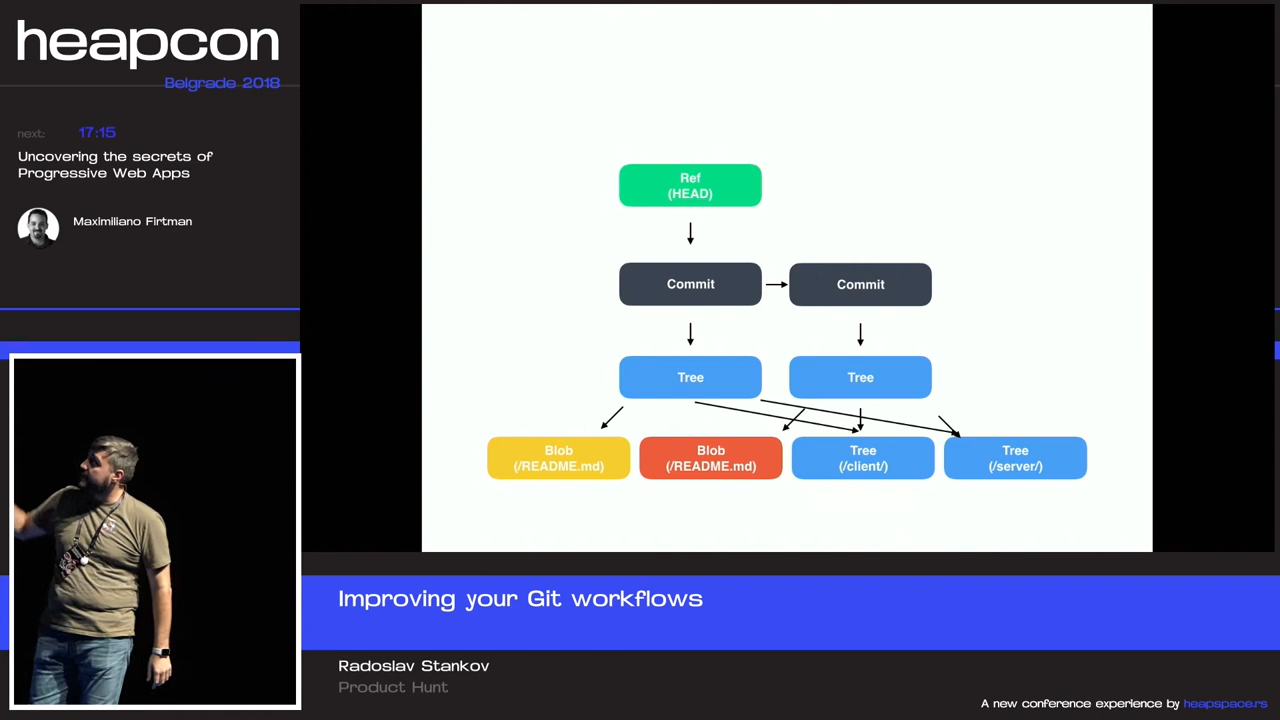 heapcon
Belgrade 2018
next: 17:15
Uncovering the secrets of
Progressive Web Apps
Maximiliano Firtman
Ref
(HEAD)
Commit
Commit
Tree
Tree
Blob
(/README.md)
Blob
(/README.md)
Tree
(/client/)
Tree
(/server/)
Improving your Git workflows
Radoslav Stankov
Product Hunt
A new conference experience by heapspace.rs